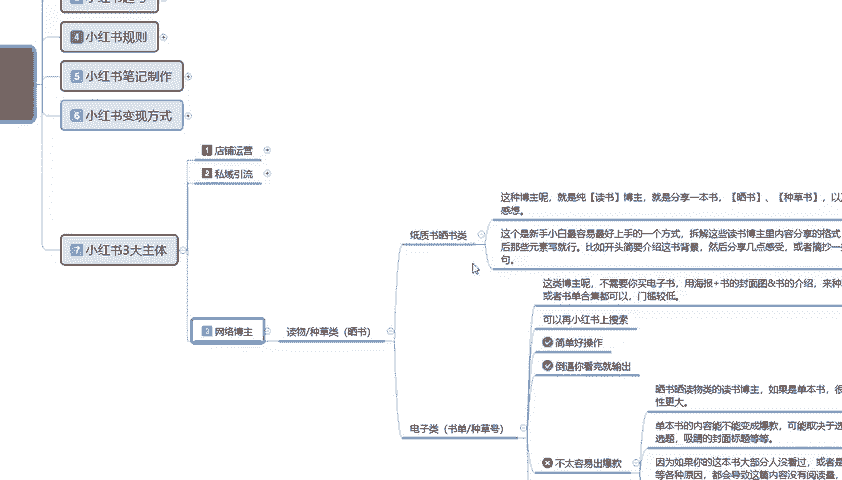 4 小红书规则
5 小红书笔记制作
6 小红书变现方式
7 小红书3大主体
1 店铺运营
2 私域引流
3 网络博主
读物/种草类（晒书）
纸质书晒书类
这种博主呢，就是纯【读书】博主，就是分享一本书，【晒书】、【种草书】，以
感想。
这个是新手小白最容易最好上手的一个方式，拆解这些读书博主里内容分享的格式
后那些元素写就行。比如开头简要介绍这书背景，然后分享几点感受，或者摘抄一
句。
电子类（书单/种草号）
这类博主呢，不需要你买电子书，用海报+书的封面图&书的介绍，来种
或者书单合集都可以，门槛较低。
可以再小红书上搜索
简单好操作
倒逼你看完就输出
不太容易出爆款
晒书晒读物类的读书博主，如果是单本书，很
性更大。
单本书的内容能不能变成爆款，可能取决于选
选题，吸睛的封面标题等等。
因为如果你的这本书大部分人没看过，或者是
等各种原因，都会导致这篇内容没有阅读量，